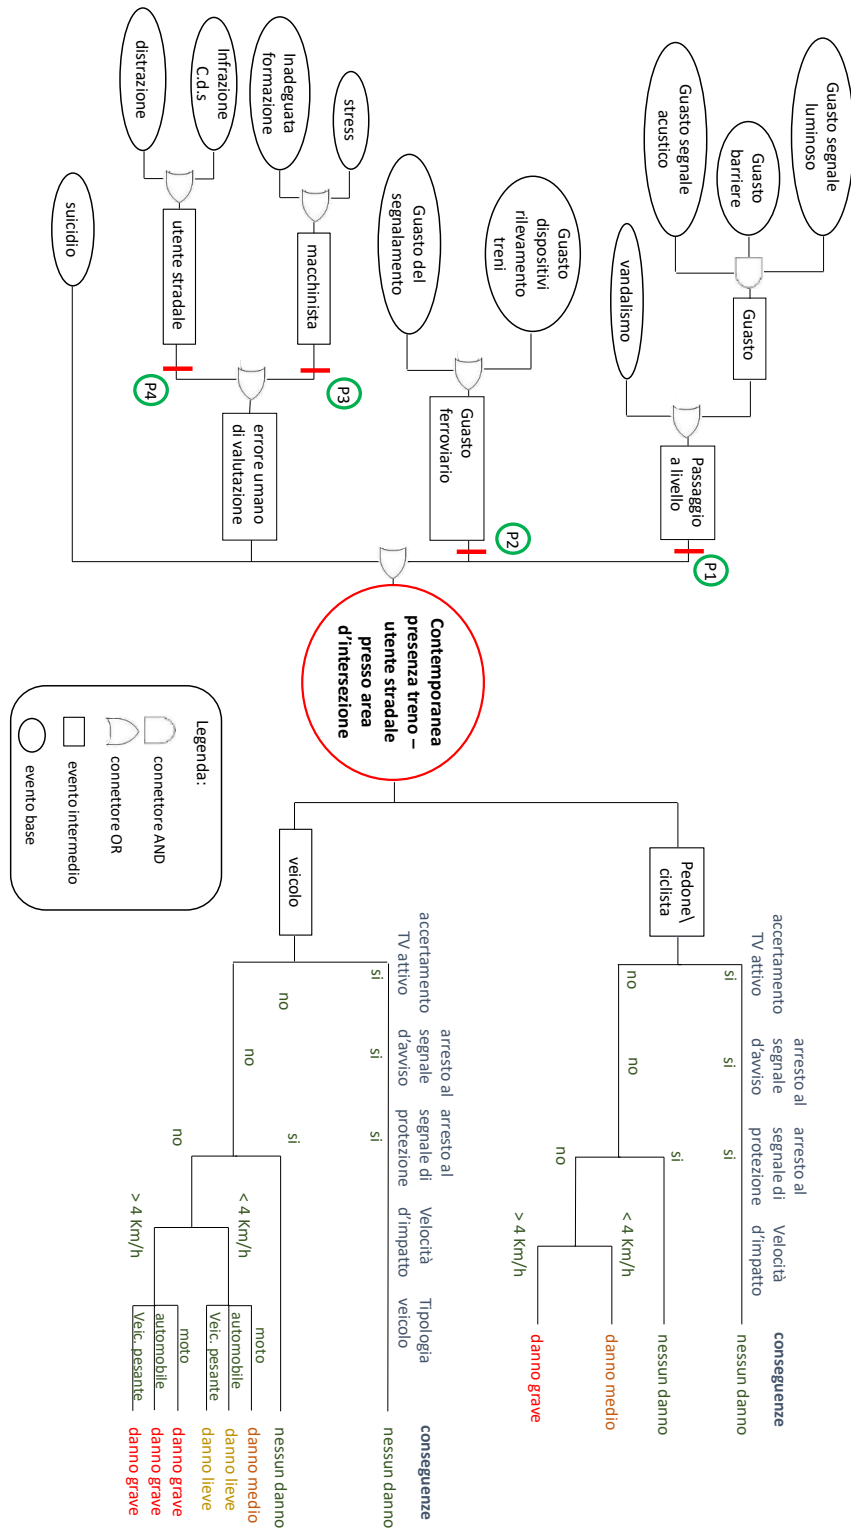 Guasto segnale
luminoso
Guasto
barriere
Guasto segnale
acustico
Guasto
vandalismo
Passaggio
a livello
P1
Guasto
dispositivi
rilevamento
treni
Guasto del
segnalamento
Guasto
ferroviario
P2
stress
Inadeguata
formazione
macchinista
P3
Infrazione
C.d.s
distrazione
utente stradale
P4
errore umano
di valutazione
suicidio
Contemporanea
presenza treno –
utente stradale
presso area
d'intersezione
Pedone\
ciclista
accertamento
TV attivo
arresto al
segnale
d'avviso
arresto al
segnale di
protezione
Velocità
d'impatto
conseguenze
si
si
si
nessun danno
no
no
si
nessun danno
no
< 4 Km/h
danno medio
> 4 Km/h
danno grave
veicolo
accertamento
TV attivo
arresto al
segnale
d'avviso
arresto al
segnale di
protezione
Velocità
d'impatto
Tipologia
veicolo
conseguenze
si
si
si
nessun danno
no
no
si
nessun danno
no
< 4 Km/h
moto
danno medio
automobile
danno lieve
Veic. pesante
danno lieve
> 4 Km/h
moto
danno grave
automobile
danno grave
Veic. pesante
danno grave
Legenda:
connettore AND
connettore OR
evento intermedio
evento base